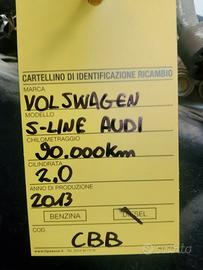 CARTELLINO DI IDENTIFICAZIONE RICAMBIO
MARCA
VOLSWAGEN
MODELLO
S-LINE AUDI
CHILOMETRAGGIO
90.000km
CILINDRATA
2.0
ANNO DI PRODUZIONE
2013
BENZINA
DIESEL
COD.
CBB